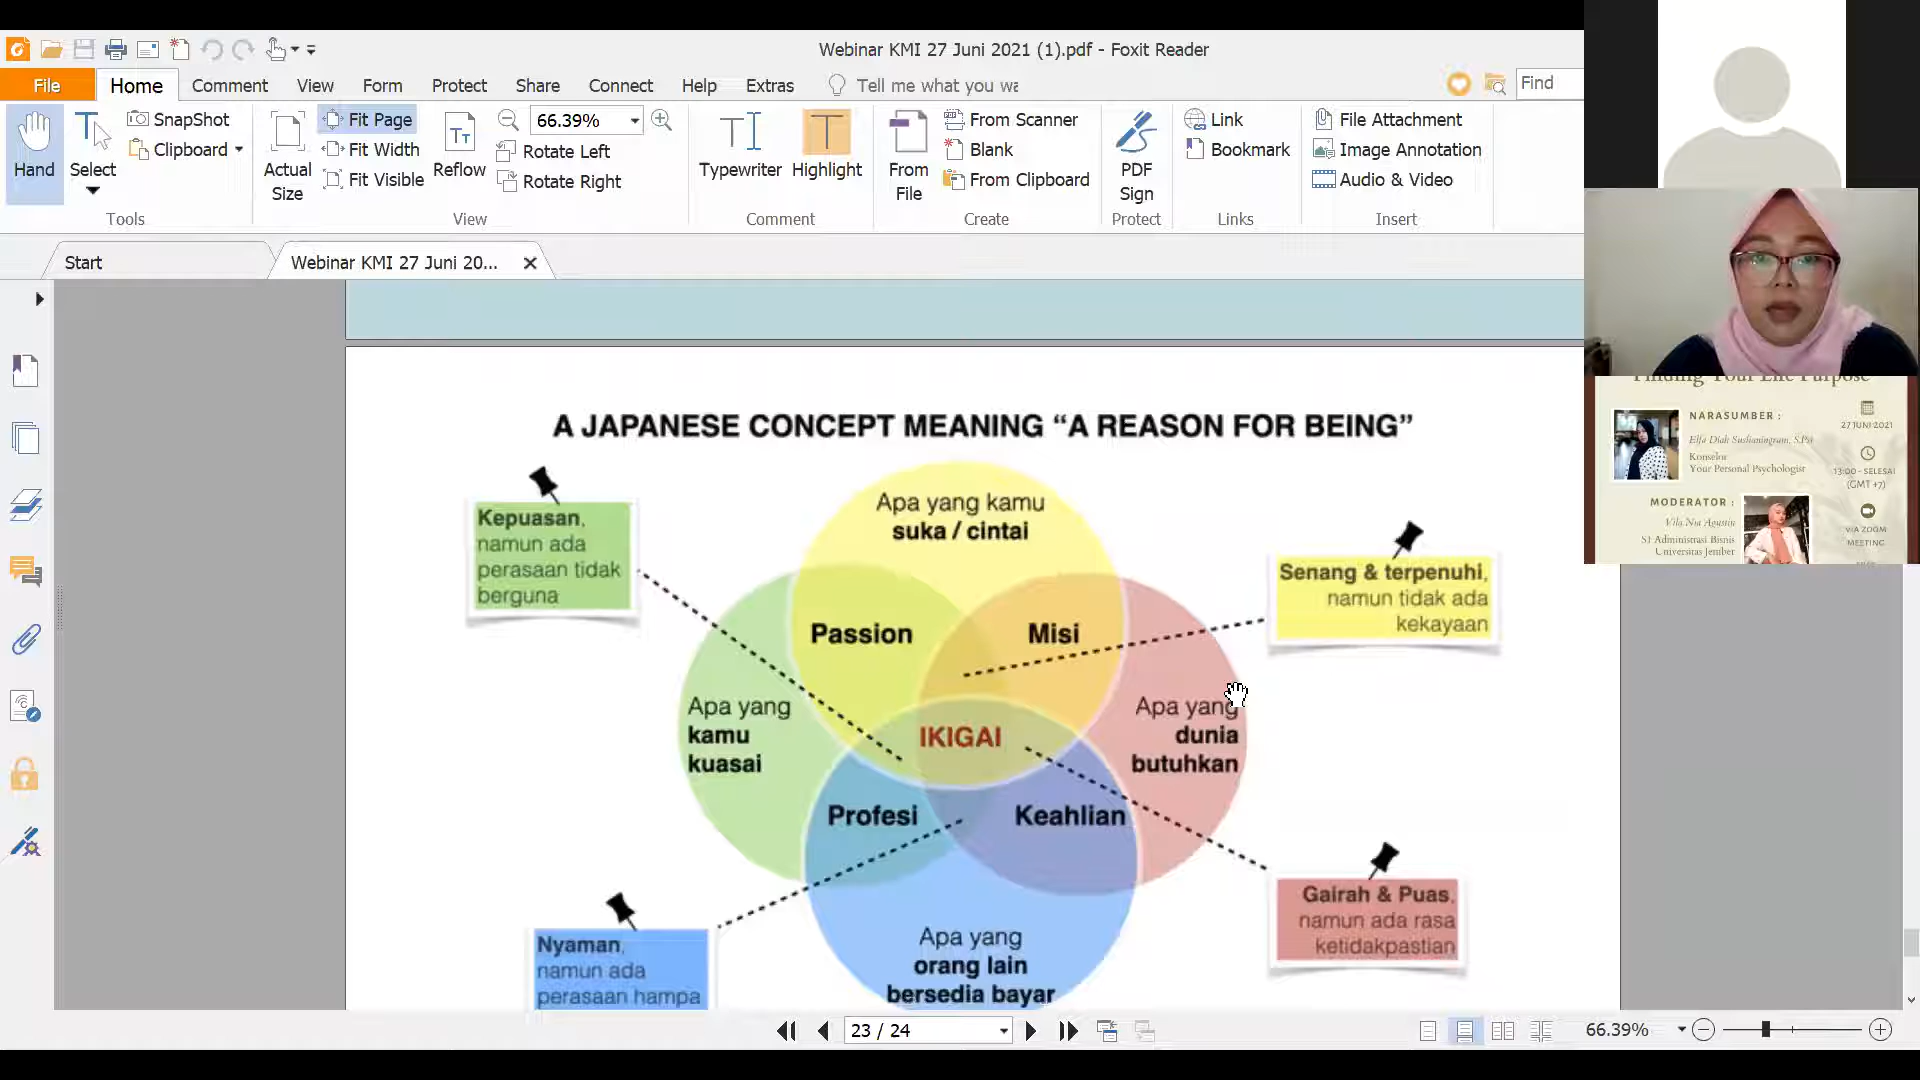 Webinar KMI 27 Juni 2021 (1).pdf - Foxit Reader
File Home Comment View Form Protect Share Connect Help Extras Tell me what you wa Find
SnapShot
Clipboard
Hand
Select
Tools
Actual
Size
Fit Page
Fit Width
Fit Visible
Reflow
66.39%
Rotate Left
Rotate Right
View
Typewriter
Highlight
Comment
From
File
From Scanner
Blank
From Clipboard
Create
PDF
Sign
Protect
Link
Bookmark
Links
File Attachment
Image Annotation
Audio & Video
Insert
Start
Webinar KMI 27 Juni 20...
A JAPANESE CONCEPT MEANING “A REASON FOR BEING”
Kepuasan,
namun ada
perasaan tidak
berguna
Apa yang kamu
suka / cintai
Senang & terpenuhi,
namun tidak ada
kekayaan
Passion
Misi
Apa yang
kamu
kuasai
IKIGAI
Apa yang
dunia
butuhkan
Profesi
Keahlian
Gairah & Puas,
namun ada rasa
ketidakpastian
Nyaman,
namun ada
perasaan hampa
Apa yang
orang lain
bersedia bayar
23 / 24
66.39%
Finding Your Life Purpose
NARASUMBER :
Konselor
Your Personal Psychologist
MODERATOR :
S1 Administrasi Bisnis
Universitas Jember
27 JUNI 2021
13:00 - SELESAI
(GMT +7)
VIA ZOOM
MEETING